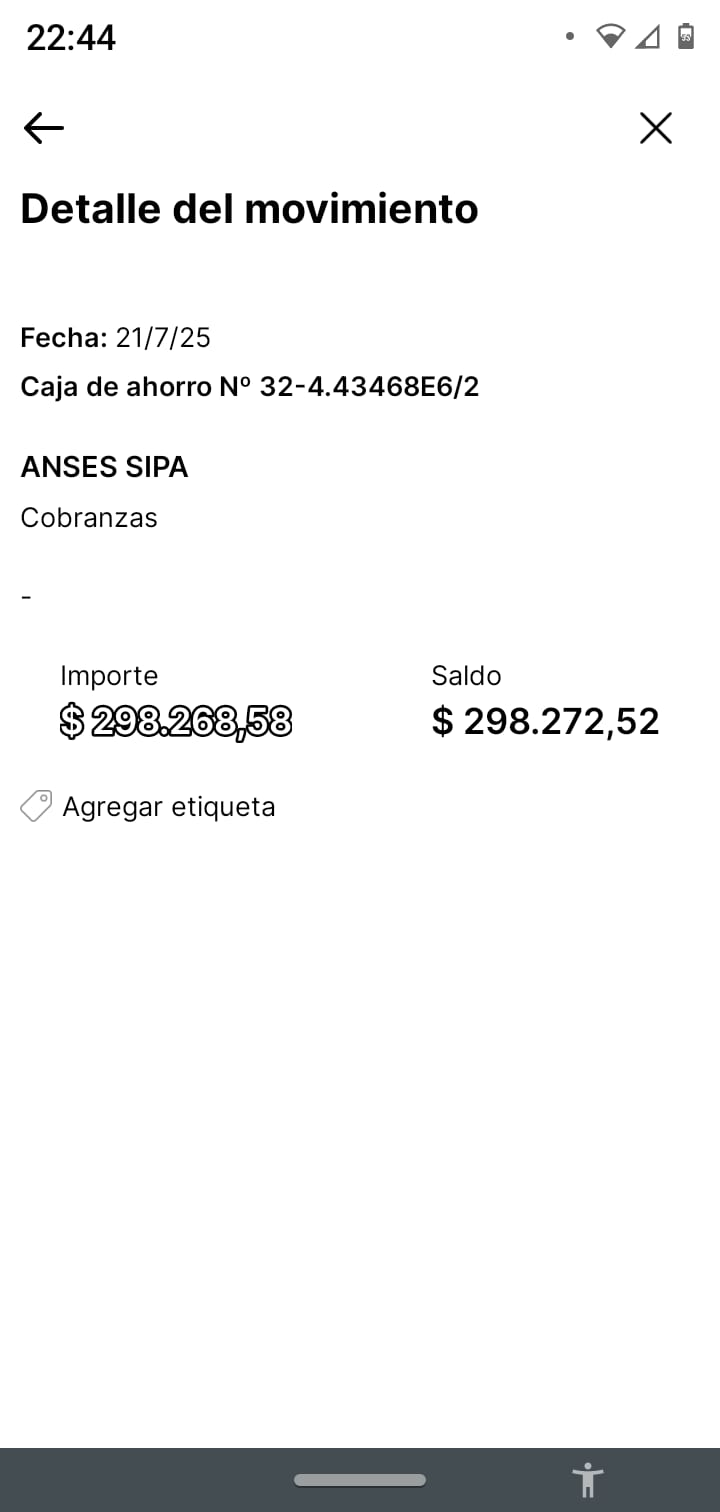 22:44
Detalle del movimiento
Fecha: 21/7/25
Caja de ahorro Nº 32-4.43468E6/2
ANSES SIPA
Cobranzas
-
Importe Saldo
$ 298.268,58 $ 298.272,52
Agregar etiqueta